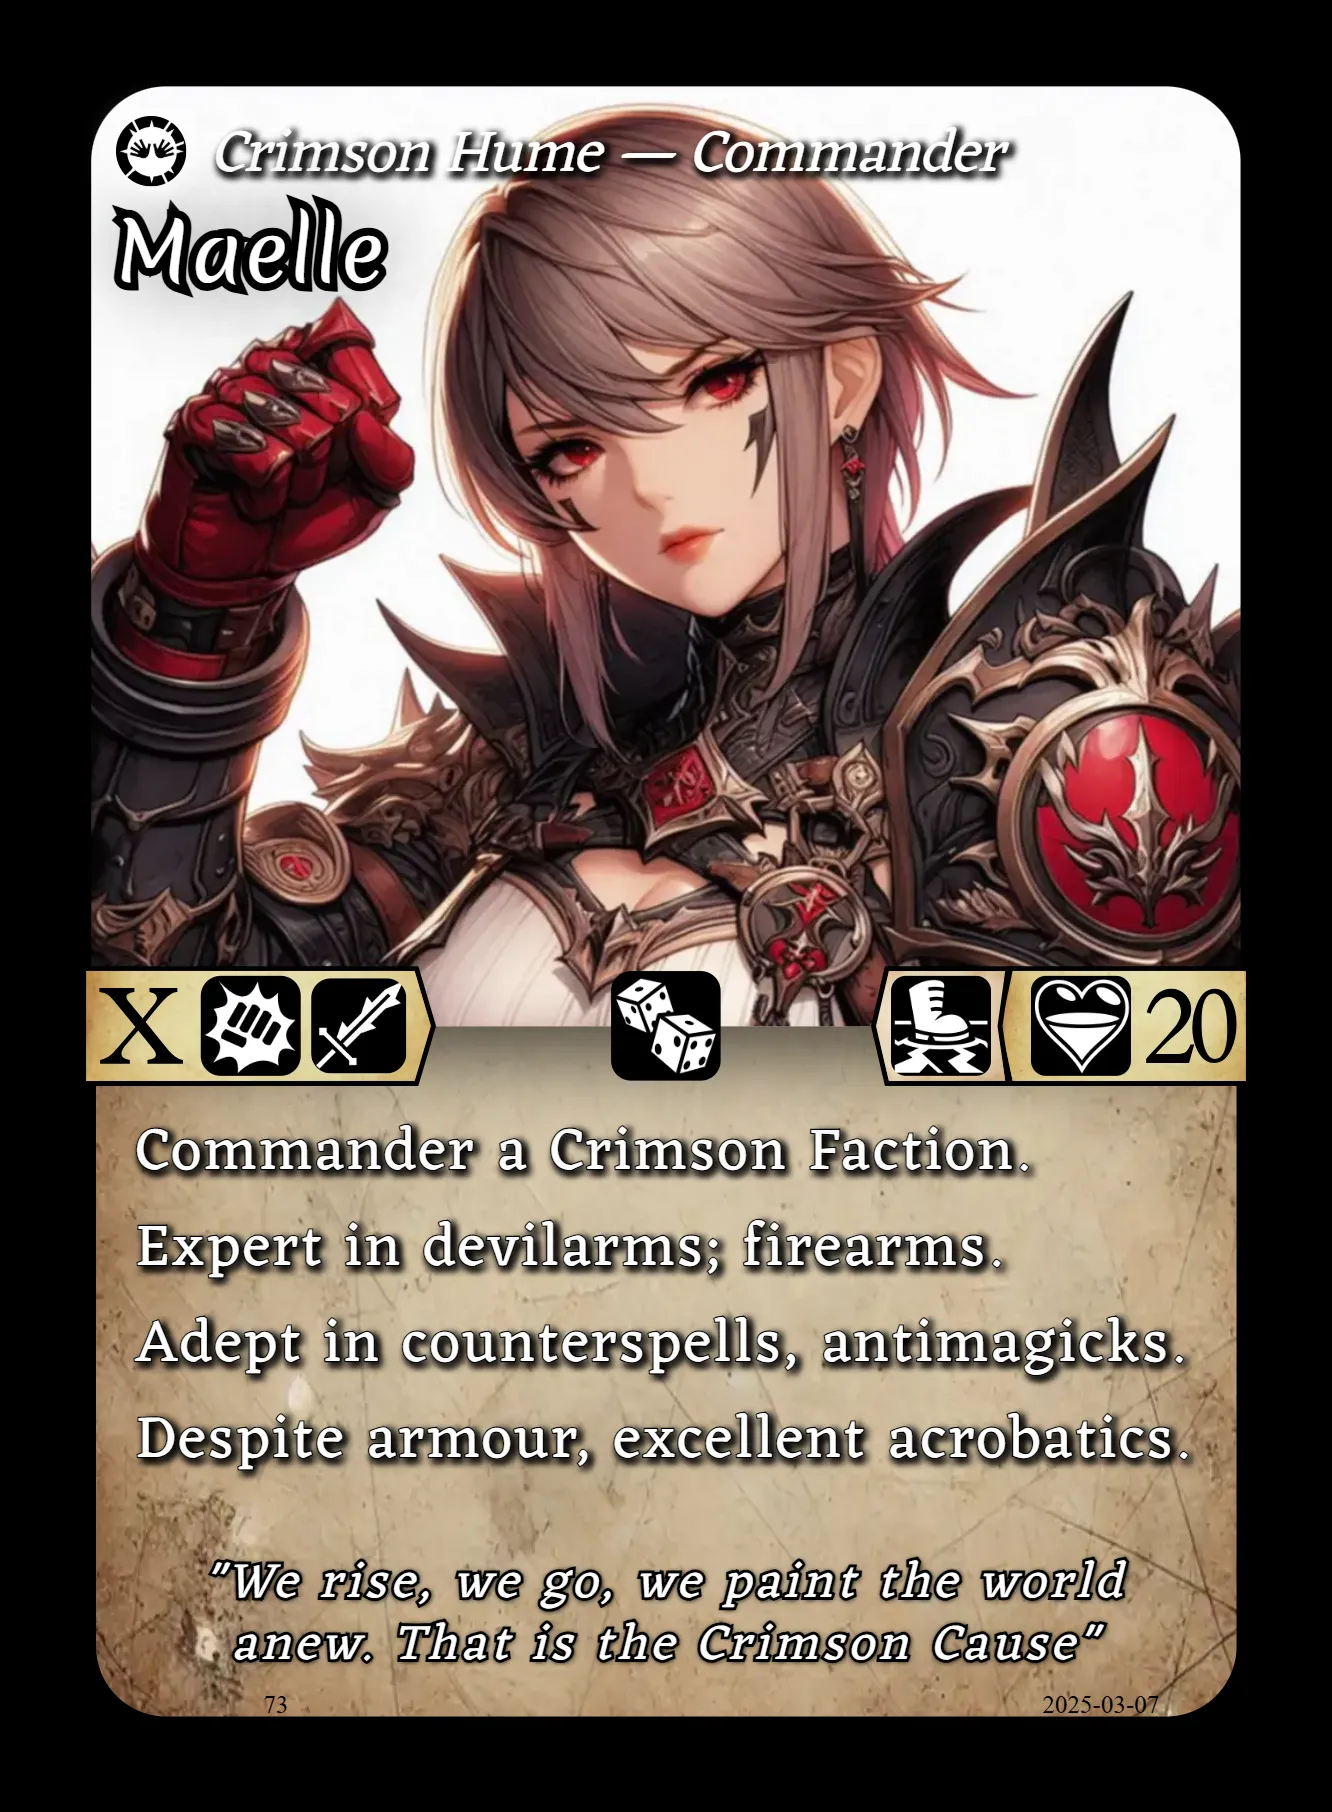 Crimson Hume — Commander
Maelle
X 20
Commander a Crimson Faction.
Expert in devilarms; firearms.
Adept in counterspells, antimagicks.
Despite armour, excellent acrobatics.
"We rise, we go, we paint the world
anew. That is the Crimson Cause"
73 2025-03-07